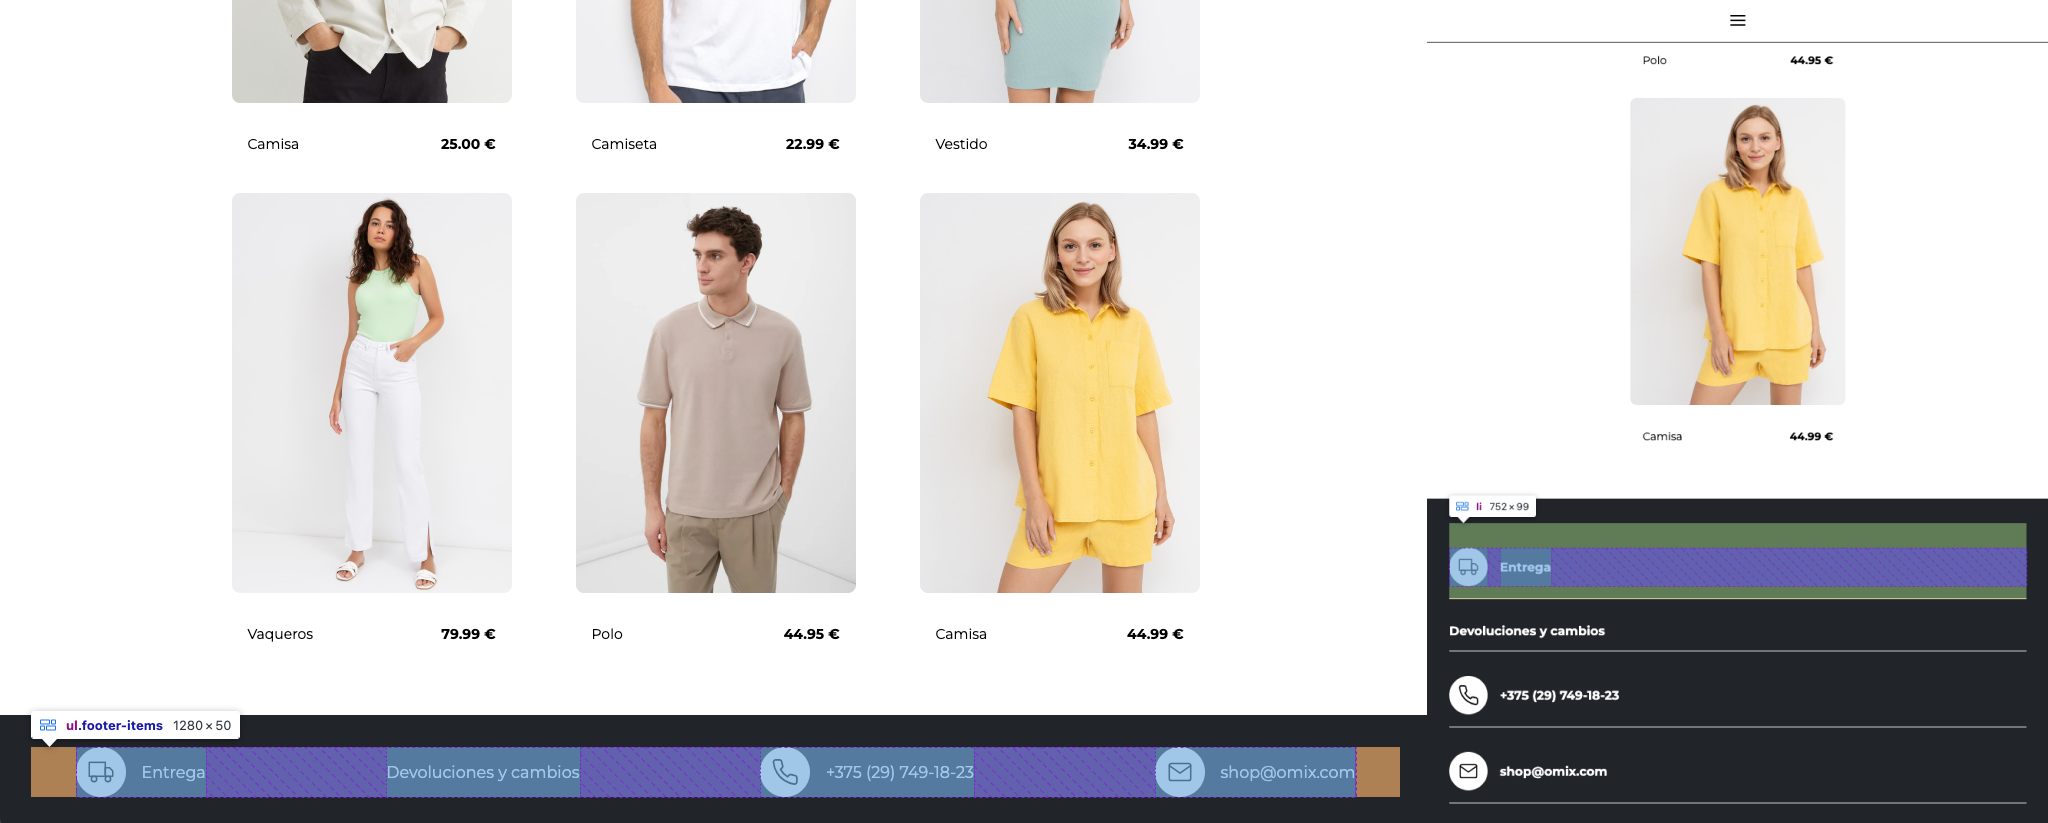 Camisa 25.00 €
Camiseta 22.99 €
Vestido 34.99 €
Vaqueros 79.99 €
Polo 44.95 €
Camisa 44.99 €
ul.footer-items 1280 × 50
Entrega
Devoluciones y cambios
+375 (29) 749-18-23
shop@omix.com
Polo 44.95 €
Camisa 44.99 €
li 752 × 99
Entrega
Devoluciones y cambios
+375 (29) 749-18-23
shop@omix.com